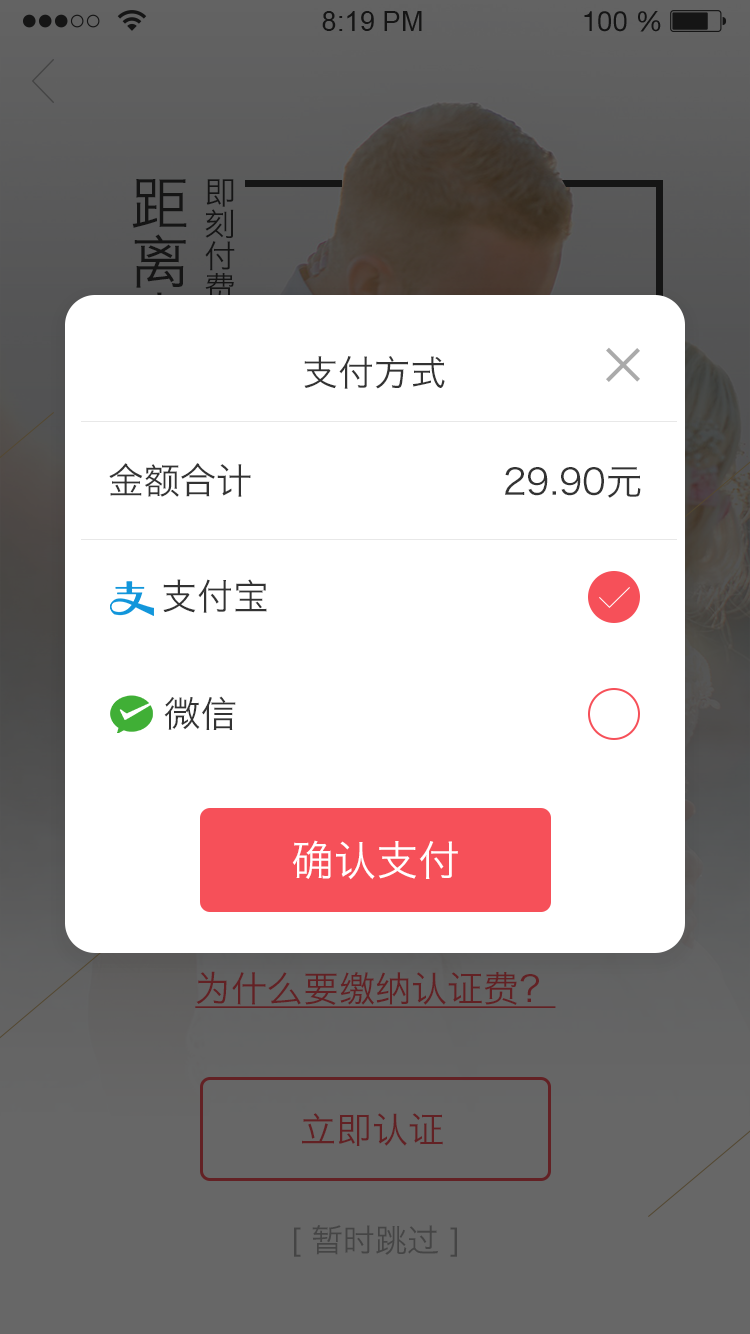 8:19 PM
100 %
距离
即刻付费
支付方式
金额合计
29.90元
支付宝
微信
确认支付
为什么要缴纳认证费？
立即认证
[ 暂时跳过 ]